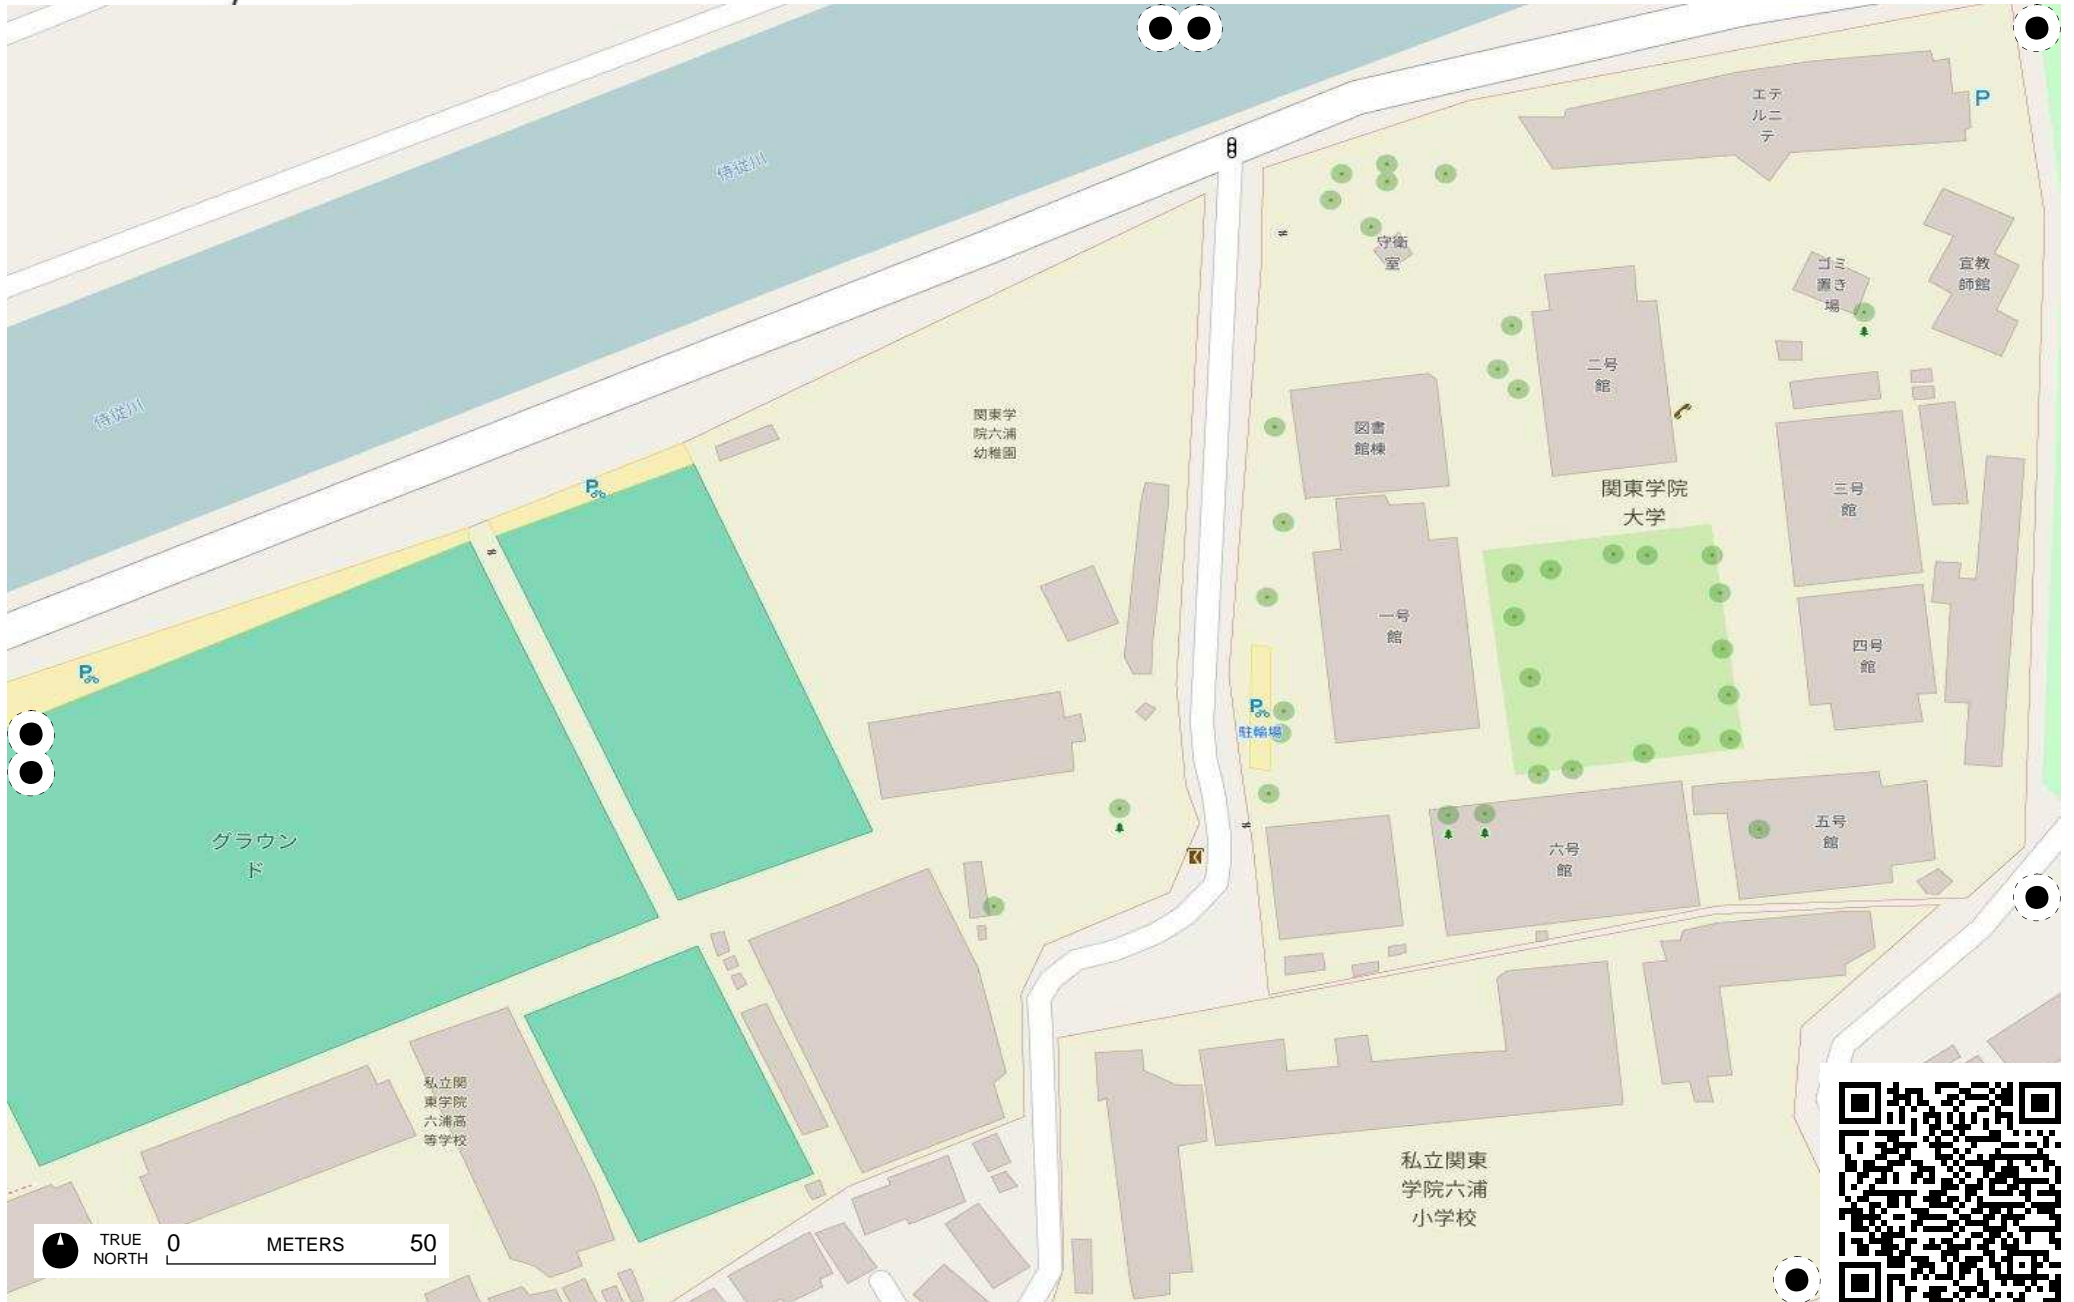 エテ
ルニ
テ
P
侍従川
守衛
室
ゴミ
置き
場
宣教
師館
二号
館
侍従川
関東学
院六浦
幼稚園
図書
館棟
P
関東学院
大学
三号
館
一号
館
四号
館
P
P
駐輪場
グラウン
ド
五号
館
六号
館
私立関
東学院
六浦高
等学校
私立関東
学院六浦
小学校
TRUE
NORTH
0 METERS 50